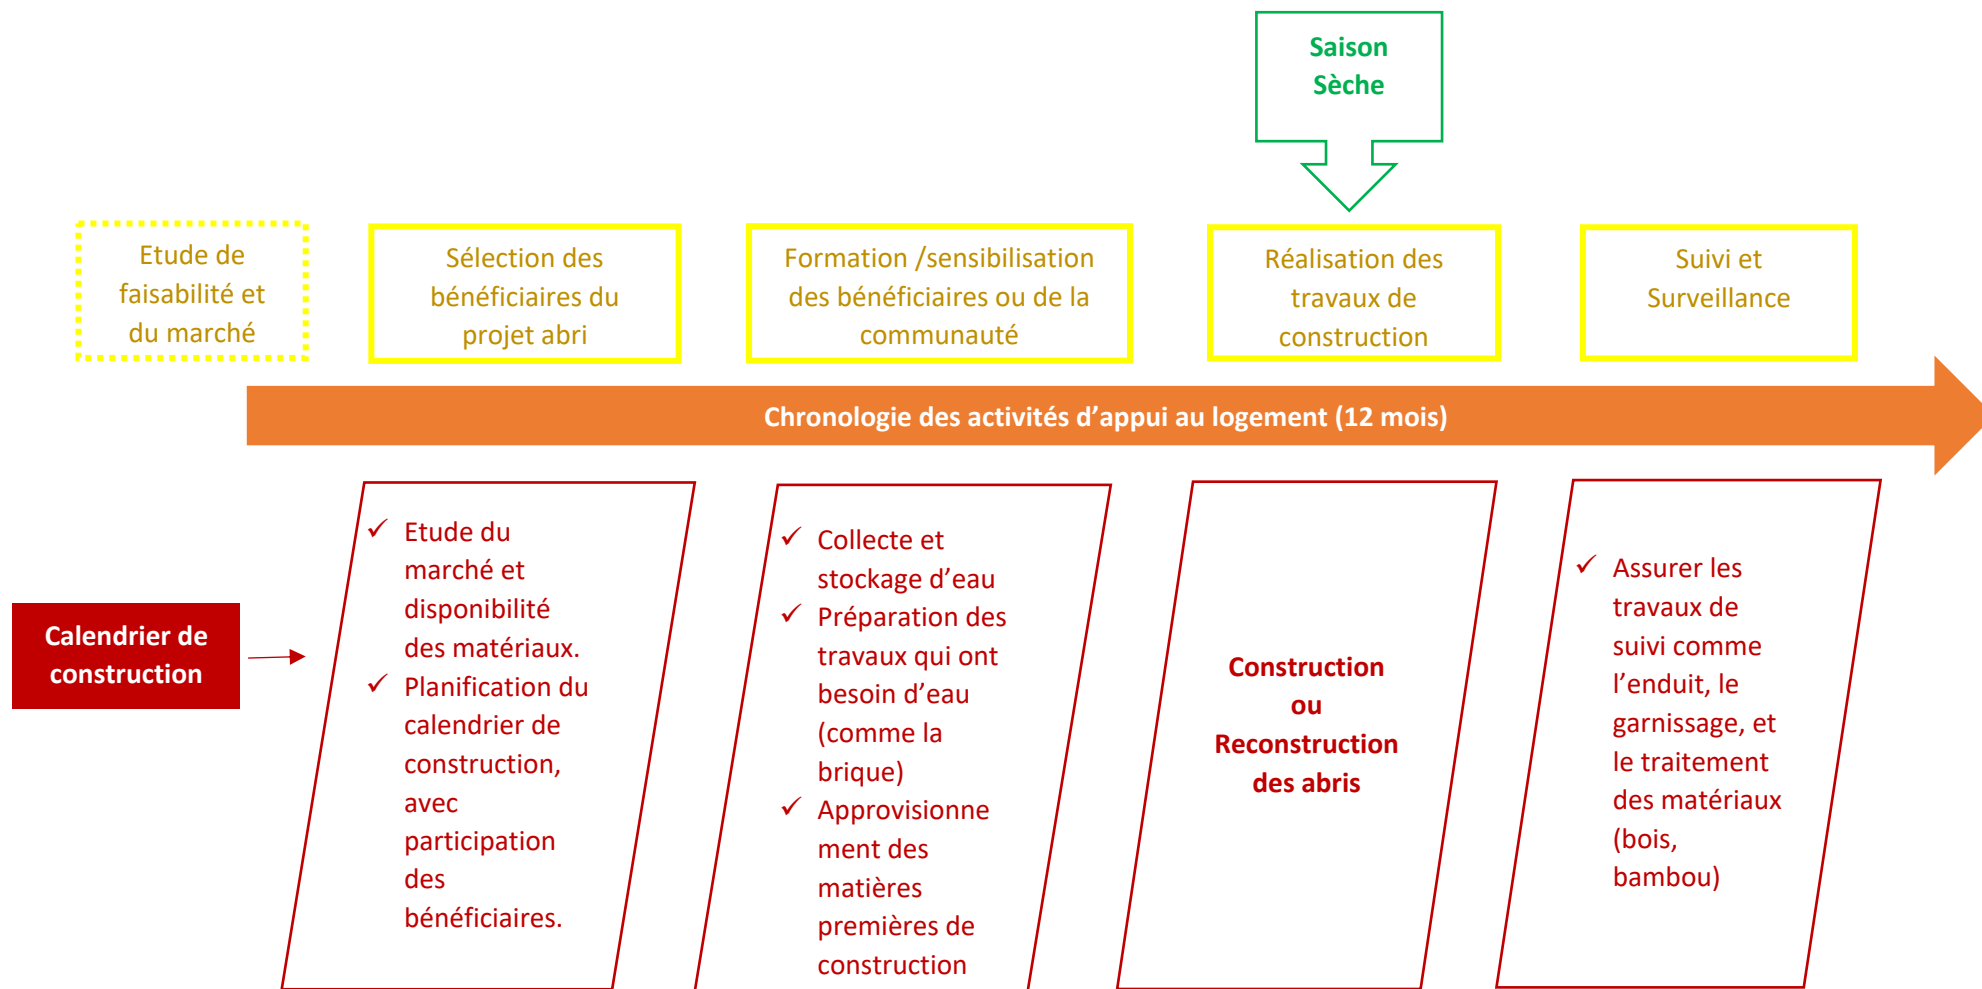 Saison
Sèche
Etude de
faisabilité et
du marché
Sélection des
bénéficiaires du
projet abri
Formation /sensibilisation
des bénéficiaires ou de la
communauté
Réalisation des
travaux de
construction
Suivi et
Surveillance
Chronologie des activités d’appui au logement (12 mois)
Calendrier de
construction
✓ Etude du
marché et
disponibilité
des matériaux.
✓ Planification du
calendrier de
construction,
avec
participation
des
bénéficiaires.
✓ Collecte et
stockage d’eau
✓ Préparation des
travaux qui ont
besoin d’eau
(comme la
brique)
✓ Approvisionne
ment des
matières
premières de
construction
Construction
ou
Reconstruction
des abris
✓ Assurer les
travaux de
suivi comme
l’enduit, le
garnissage, et
le traitement
des matériaux
(bois,
bambou)